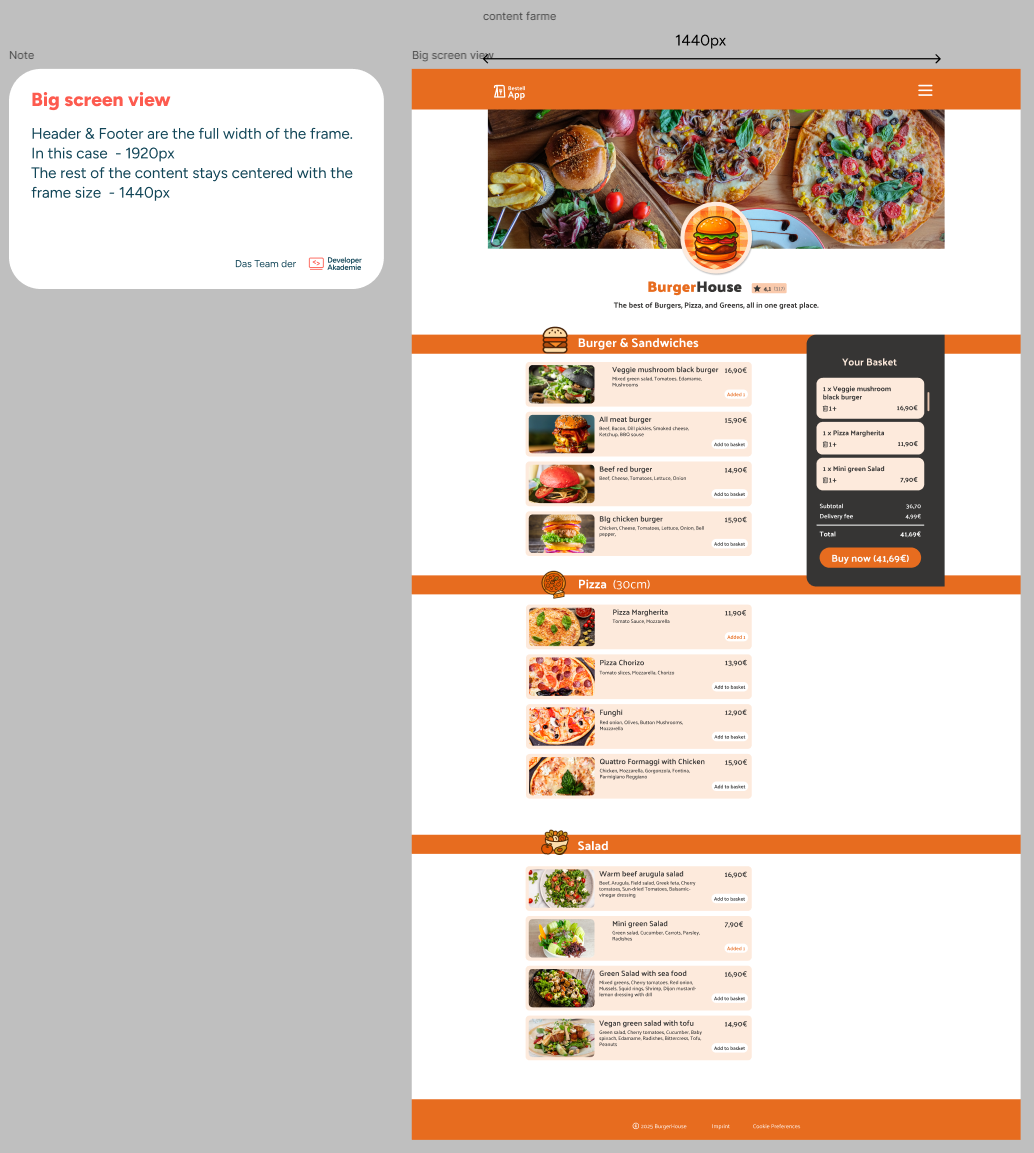 content farme
1440px
Note
Big screen view
Big screen view
Header & Footer are the full width of the frame.
In this case - 1920px
The rest of the content stays centered with the
frame size - 1440px
Das Team der
Developer
Akademie
Bestell
App
BurgerHouse
4,1
The best of Burgers, Pizza, and Greens, all in one great place.
Burger & Sandwiches
Veggie mushroom black burger 16,90€
Mixed green salad, Tomatoes, Edamame,
Mushrooms
Added 1
All meat burger 15,90€
Beef, Bacon, Dill pickles, Smoked cheese,
Ketchup, BBQ souse
Add to basket
Beef red burger 14,90€
Beef, Cheese, Tomatoes, Lettuce, Onion
Add to basket
Big chicken burger 15,90€
Chicken, Cheese, Tomatoes, Lettuce, Onion, Bell
pepper,
Add to basket
Your Basket
1 x Veggie mushroom
black burger
1+ 16,90€
1 x Pizza Margherita
1+ 11,90€
1 x Mini green Salad
1+ 7,90€
Subtotal 36,70
Delivery fee 4,99€
Total 41,69€
Buy now (41,69€)
Pizza (30cm)
Pizza Margherita 11,90€
Tomato Sauce, Mozzarella
Added 1
Pizza Chorizo 13,90€
Tomato slices, Mozzarella, Chorizo
Add to basket
Funghi 12,90€
Red onion, Olives, Button Mushrooms,
Mozzarella
Add to basket
Quattro Formaggi with Chicken 15,90€
Chicken, Mozzarella, Gorgonzola, Fontina,
Parmigiano Reggiano
Add to basket
Salad
Warm beef arugula salad 16,90€
Beef, Arugula, Field salad, Greek feta, Cherry
tomatoes, Sun-dried Tomatoes, Balsamic-
vinegar dressing
Add to basket
Mini green Salad 7,90€
Green salad, Cucumber, Carrots, Parsley,
Radishes
Added 1
Green Salad with sea food 16,90€
Mixed greens, Cherry tomatoes, Red onion,
Mussels, Squid rings, Shrimp, Dijon mustard-
lemon dressing with dill
Add to basket
Vegan green salad with tofu 14,90€
Green salad, Cherry tomatoes, Cucumber, Baby
spinach, Edamame, Radishes, Bittercress, Tofu,
Peanuts
Add to basket
© 2025 BurgerHouse
Imprint
Cookie Preferences